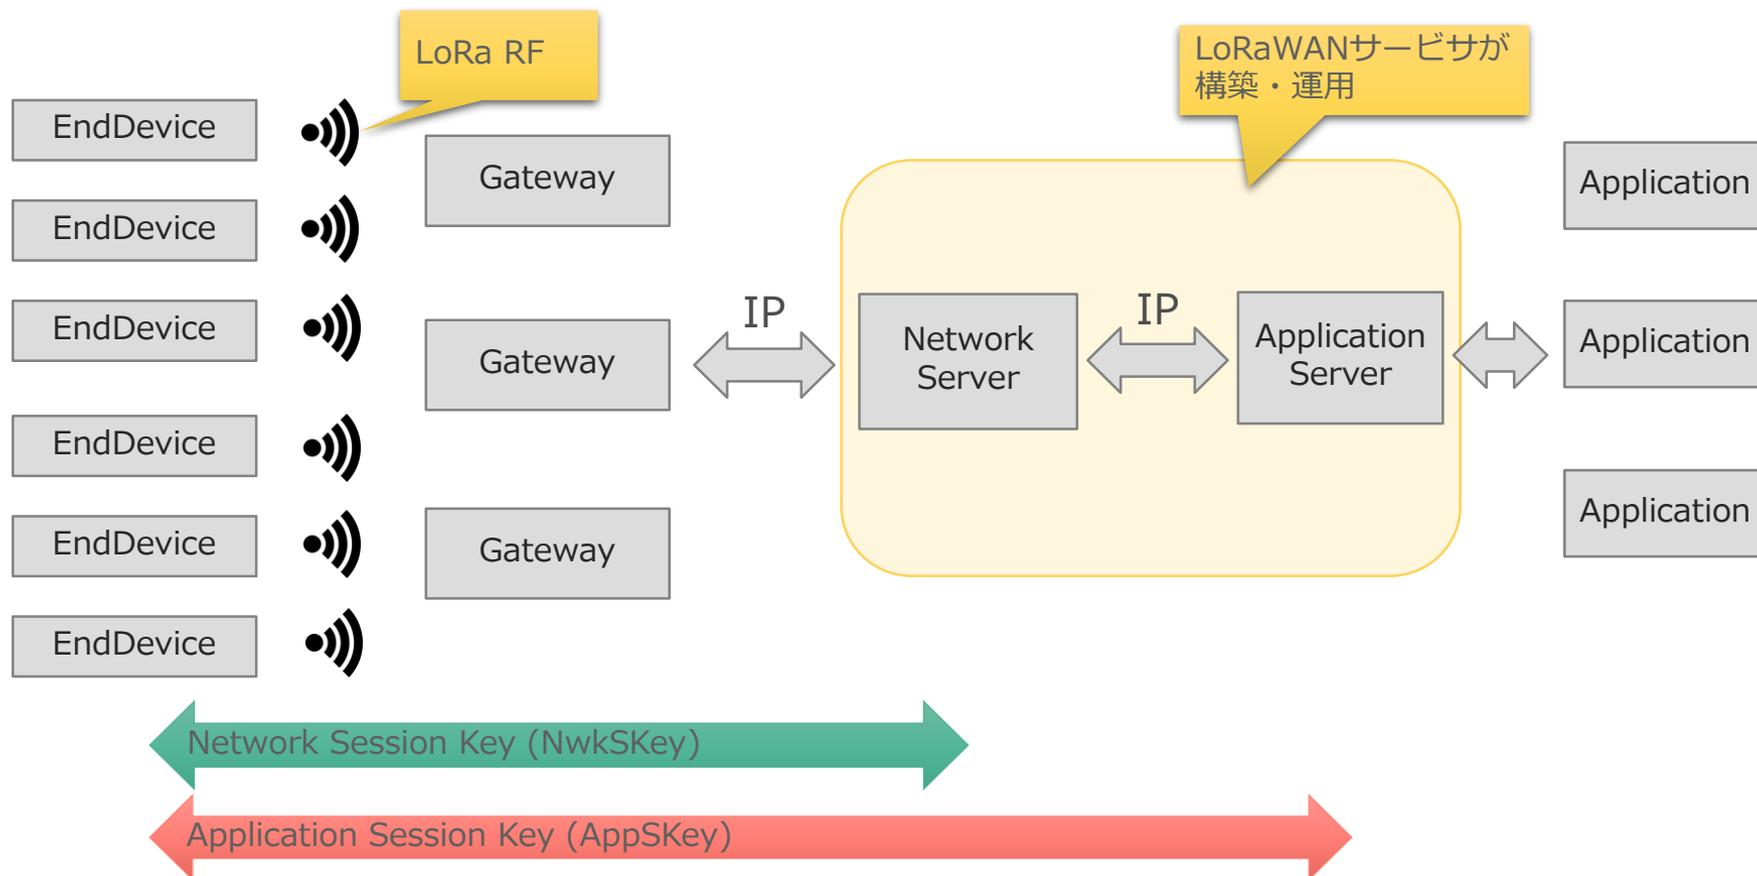 LoRa RF
LoRaWANサービサが
構築・運用
EndDevice
EndDevice
EndDevice
EndDevice
EndDevice
EndDevice
Gateway
Gateway
Gateway
IP
Network
Server
IP
Application
Server
Application
Application
Application
Network Session Key (NwkSKey)
Application Session Key (AppSKey)